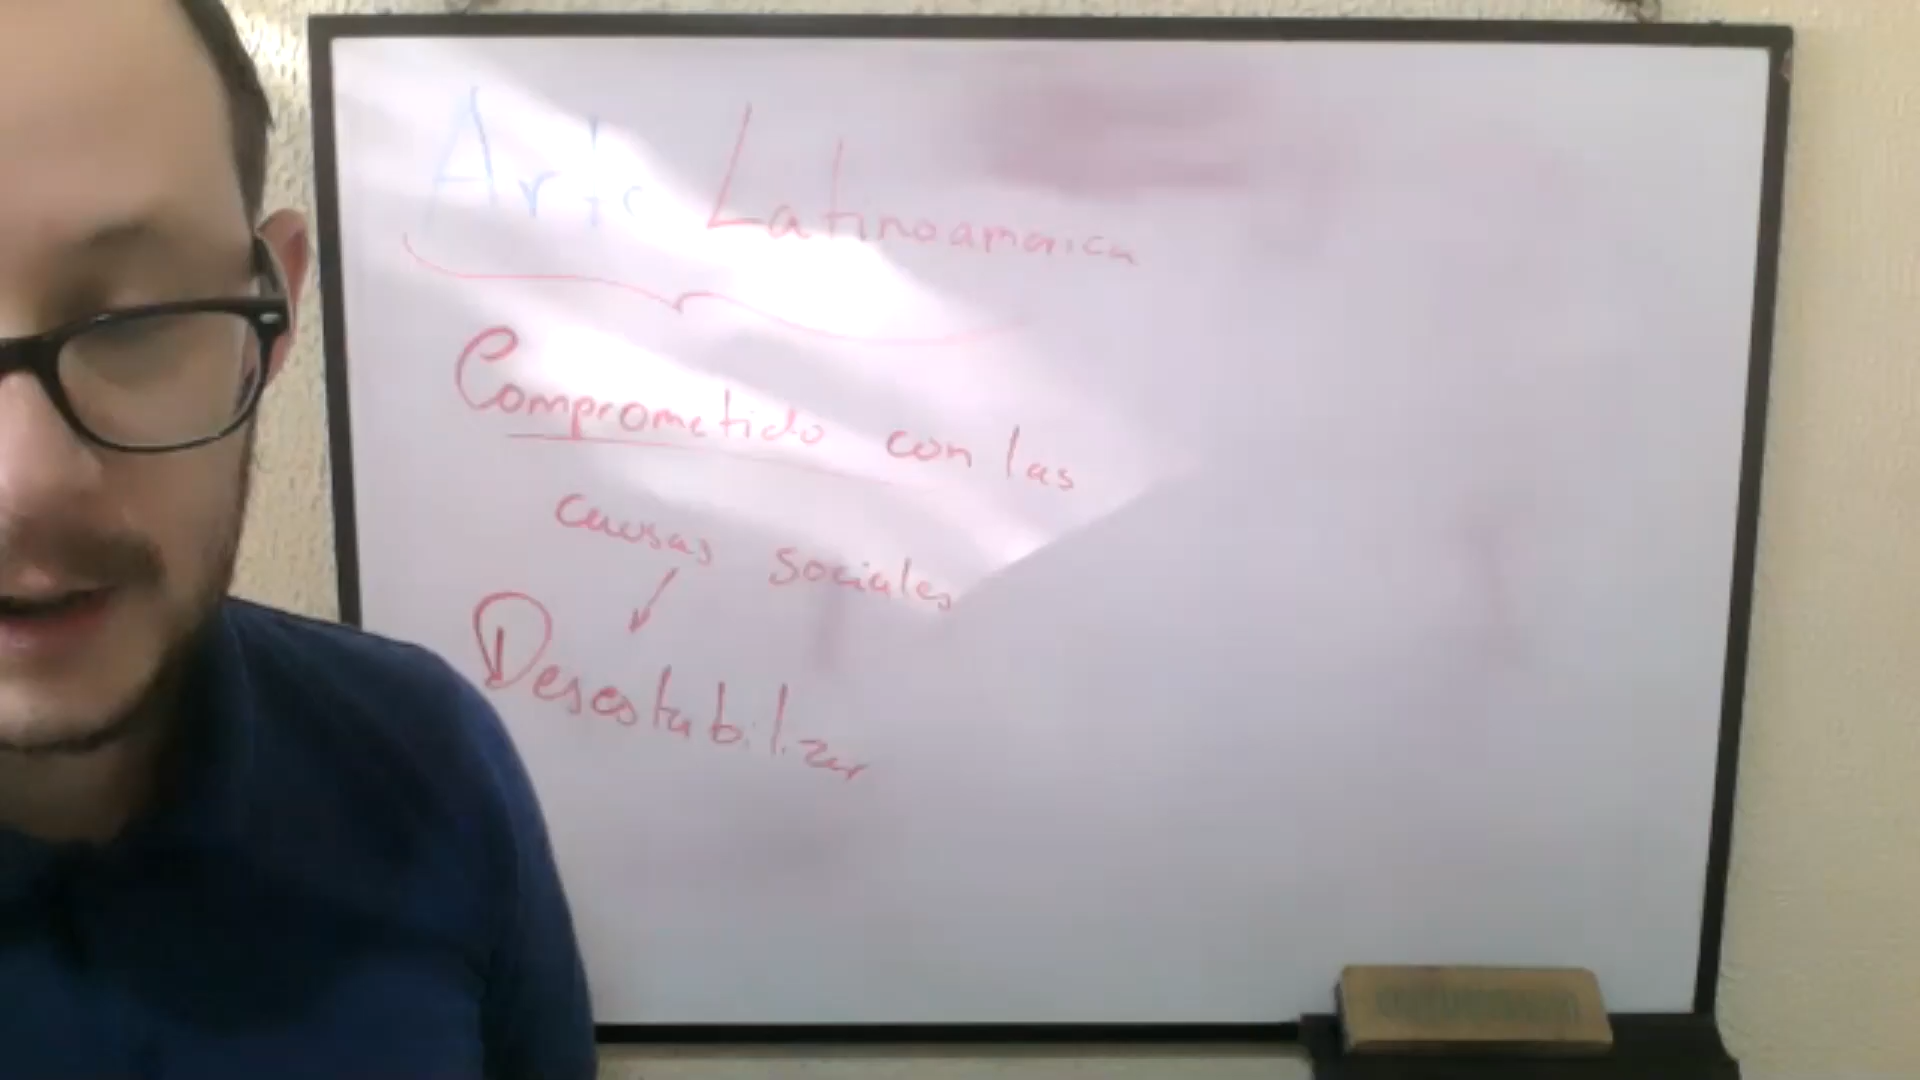 Arte Latinoamerica
Comprometido con las
causas sociales
Desestabilizar